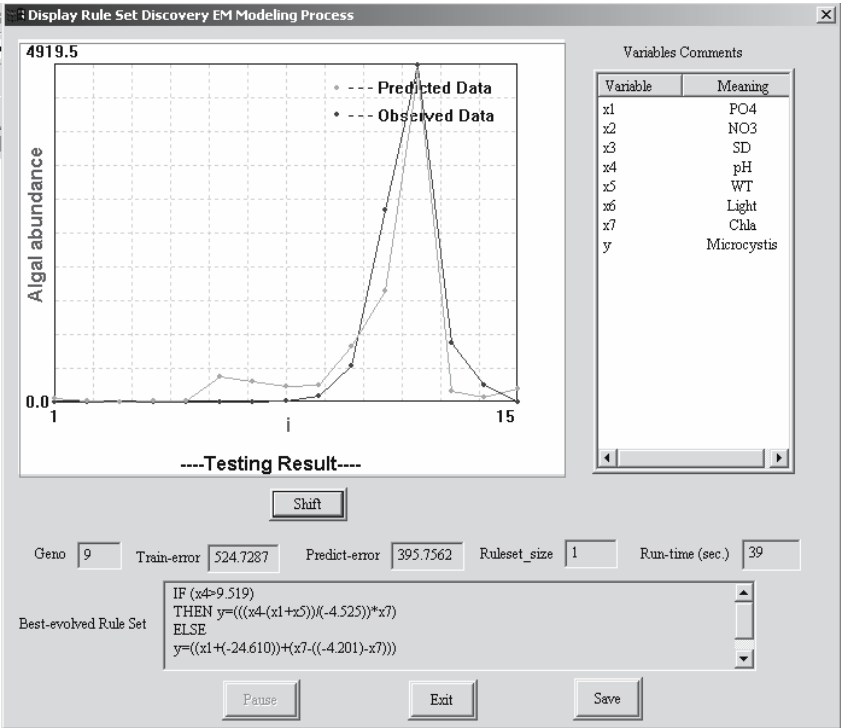 Display Rule Set Discovery EM Modeling Process
4919.5
--- Predicted Data
--- Observed Data
Algal abundance
0.0
1
15
i
----Testing Result----
Variables Comments
Variable Meaning
x1 PO4
x2 NO3
x3 SD
x4 pH
x5 WT
x6 Light
x7 Chla
y Microcystis
Shift
Geno 9 Train-error 524.7287 Predict-error 395.7562 Ruleset_size 1 Run-time (sec.) 39
Best-evolved Rule Set
IF (x4>9.519)
THEN y=(((x4-(x1+x5))/(-4.525))*x7)
ELSE
y=((x1+(-24.610))+(x7-((-4.201)-x7)))
Pause Exit Save